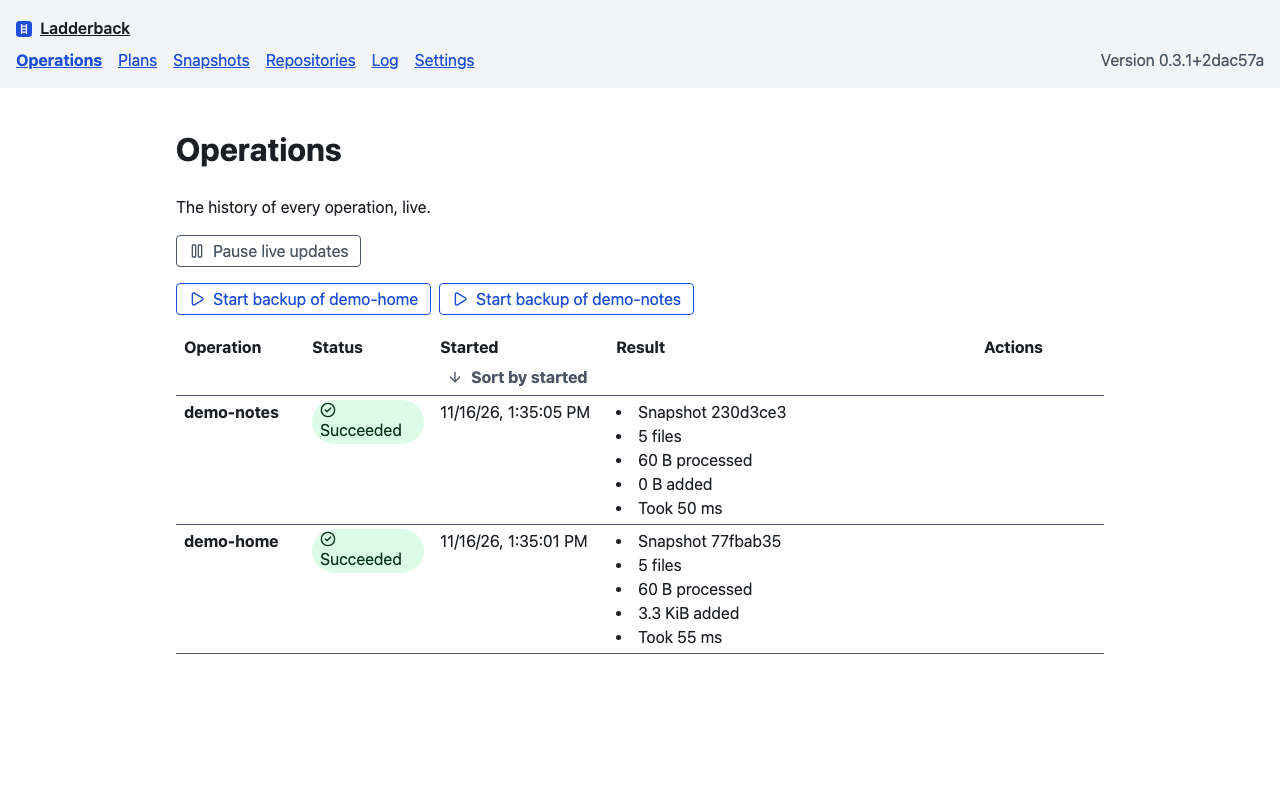 Ladderback
Operations Plans Snapshots Repositories Log Settings Version 0.3.1+2dac57a
Operations
The history of every operation, live.
Pause live updates
Start backup of demo-home Start backup of demo-notes
Operation Status Started Result Actions
Sort by started
demo-notes Succeeded 11/16/26, 1:35:05 PM
• Snapshot 230d3ce3
• 5 files
• 60 B processed
• 0 B added
• Took 50 ms
demo-home Succeeded 11/16/26, 1:35:01 PM
• Snapshot 77fbab35
• 5 files
• 60 B processed
• 3.3 KiB added
• Took 55 ms